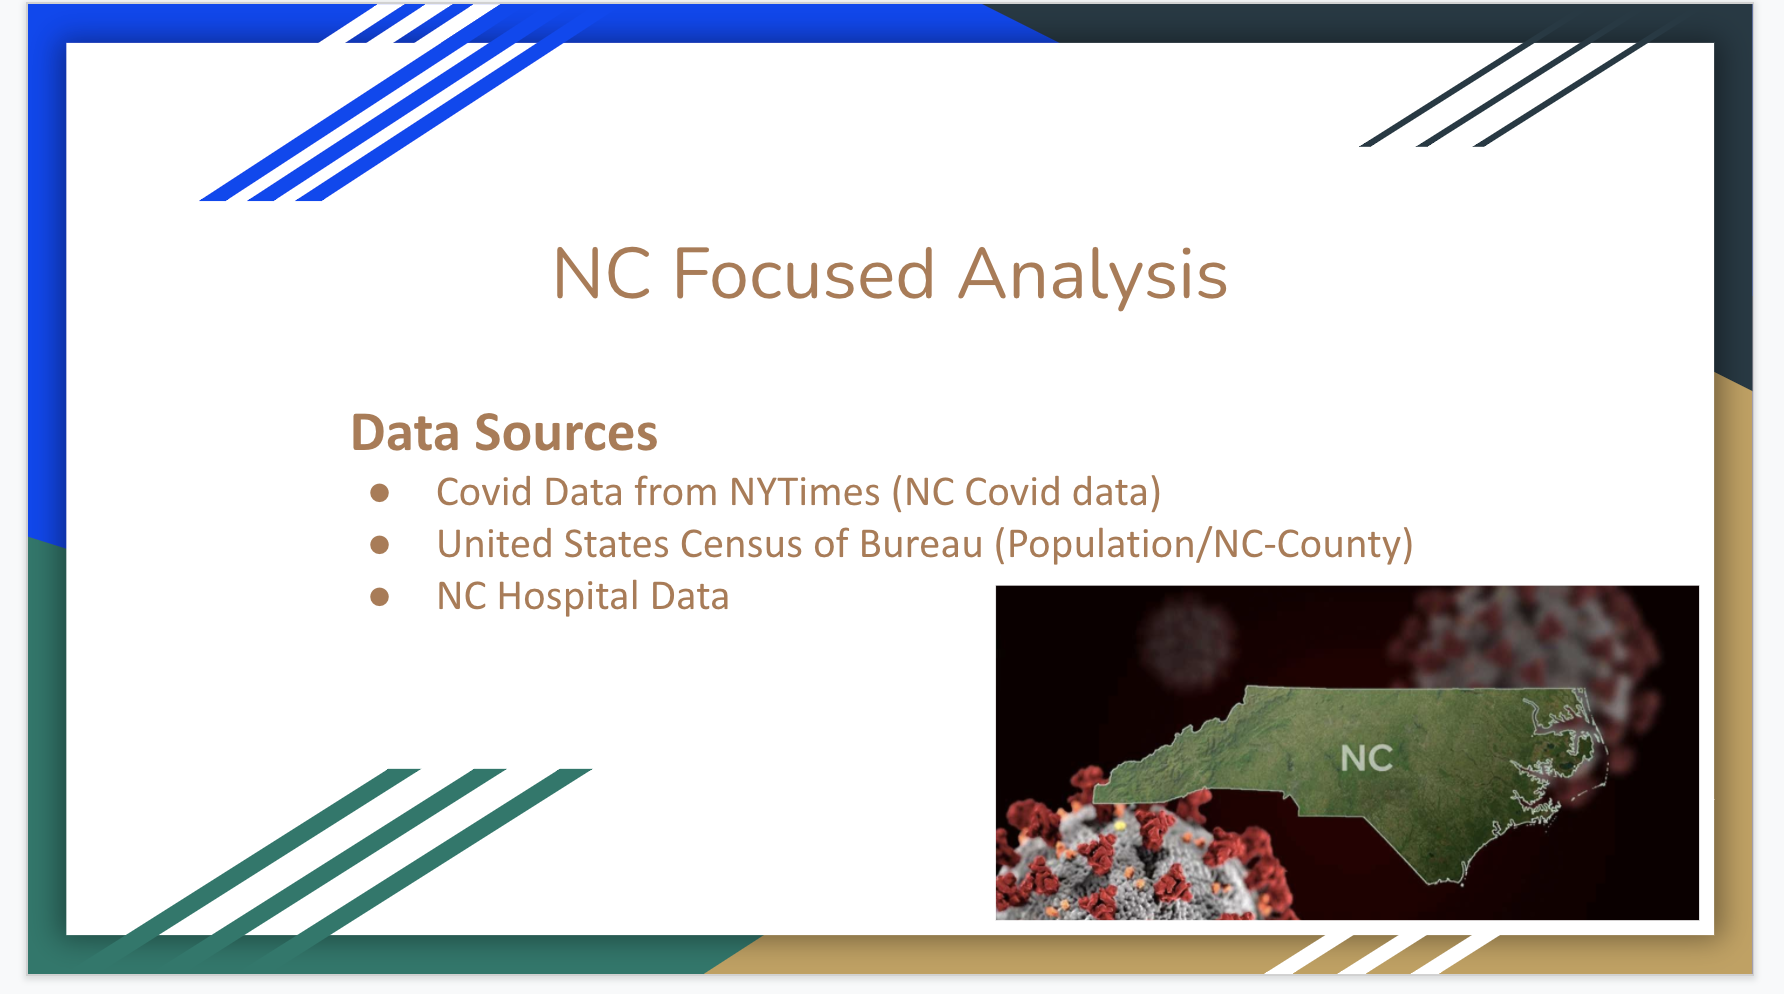 NC Focused Analysis
Data Sources
● Covid Data from NYTimes (NC Covid data)
● United States Census of Bureau (Population/NC-County)
● NC Hospital Data
NC